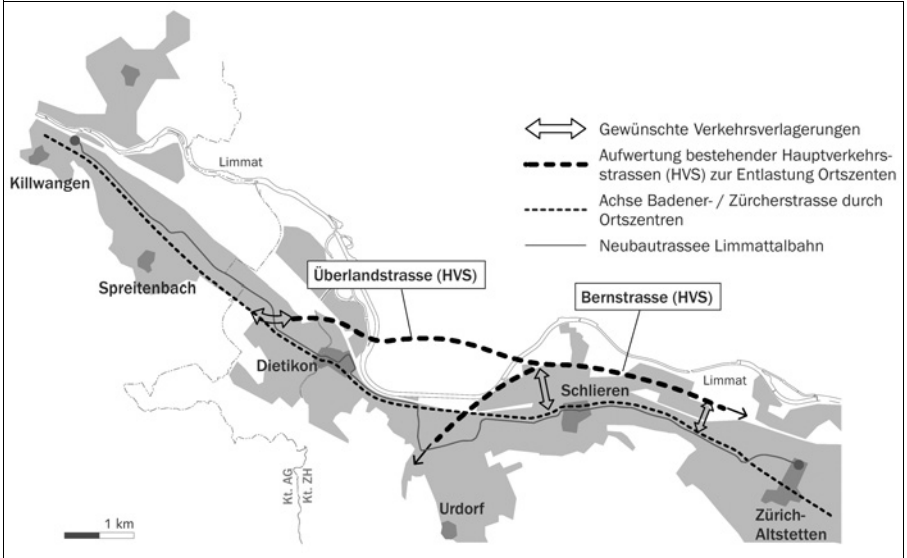 Limmat
Killwangen
Spreitenbach
Gewünschte Verkehrsverlagerungen
Aufwertung bestehender Hauptverkehrs-
strassen (HVS) zur Entlastung Ortszenten
Achse Badener- / Zürcherstrasse durch
Ortszentren
Neubautrassee Limmattalbahn
Überlandstrasse (HVS)
Bernstrasse (HVS)
Dietikon
Schlieren
Limmat
Kt. AG
Kt. ZH
Urdorf
Zürich-
Altstetten
1 km